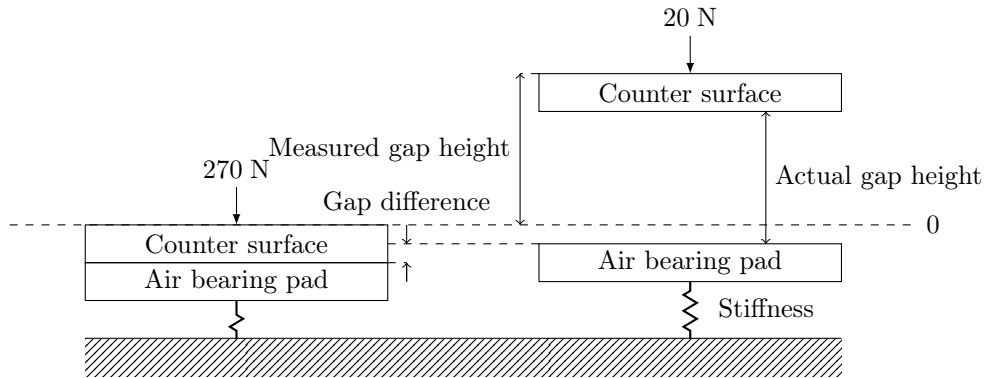 20 N
Counter surface
Measured gap height
270 N
Actual gap height
Gap difference
0
Counter surface
Air bearing pad
Air bearing pad
Stiffness